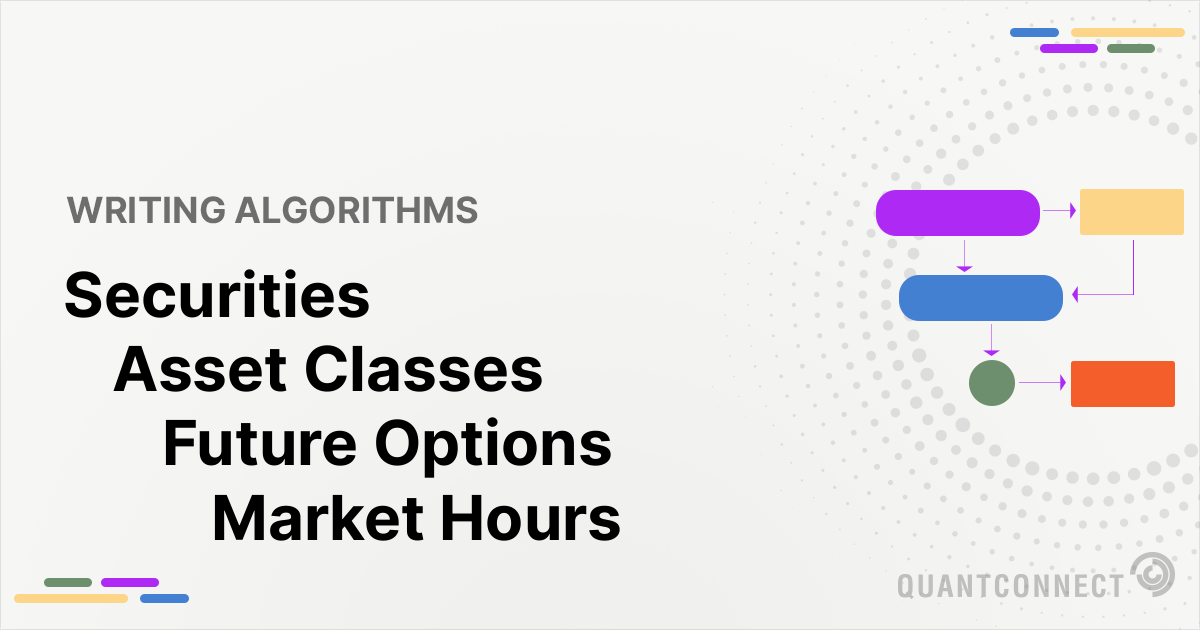 WRITING ALGORITHMS
Securities
Asset Classes
Future Options
Market Hours
QUANTCONNECT